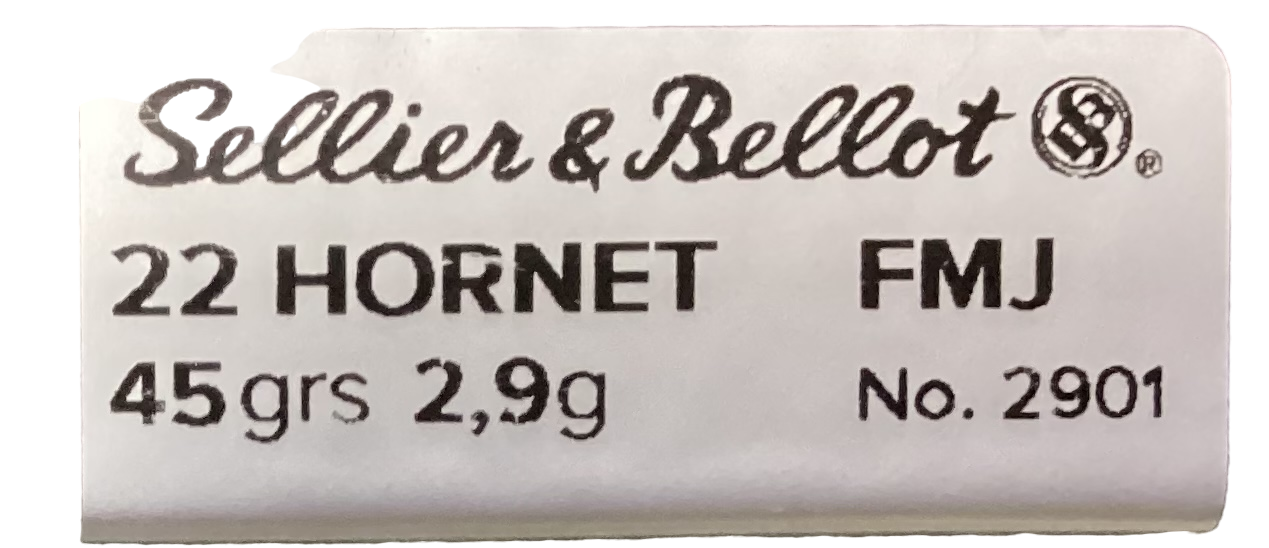 Sellier & Bellot ®
22 HORNET FMJ
45grs 2,9g No. 2901